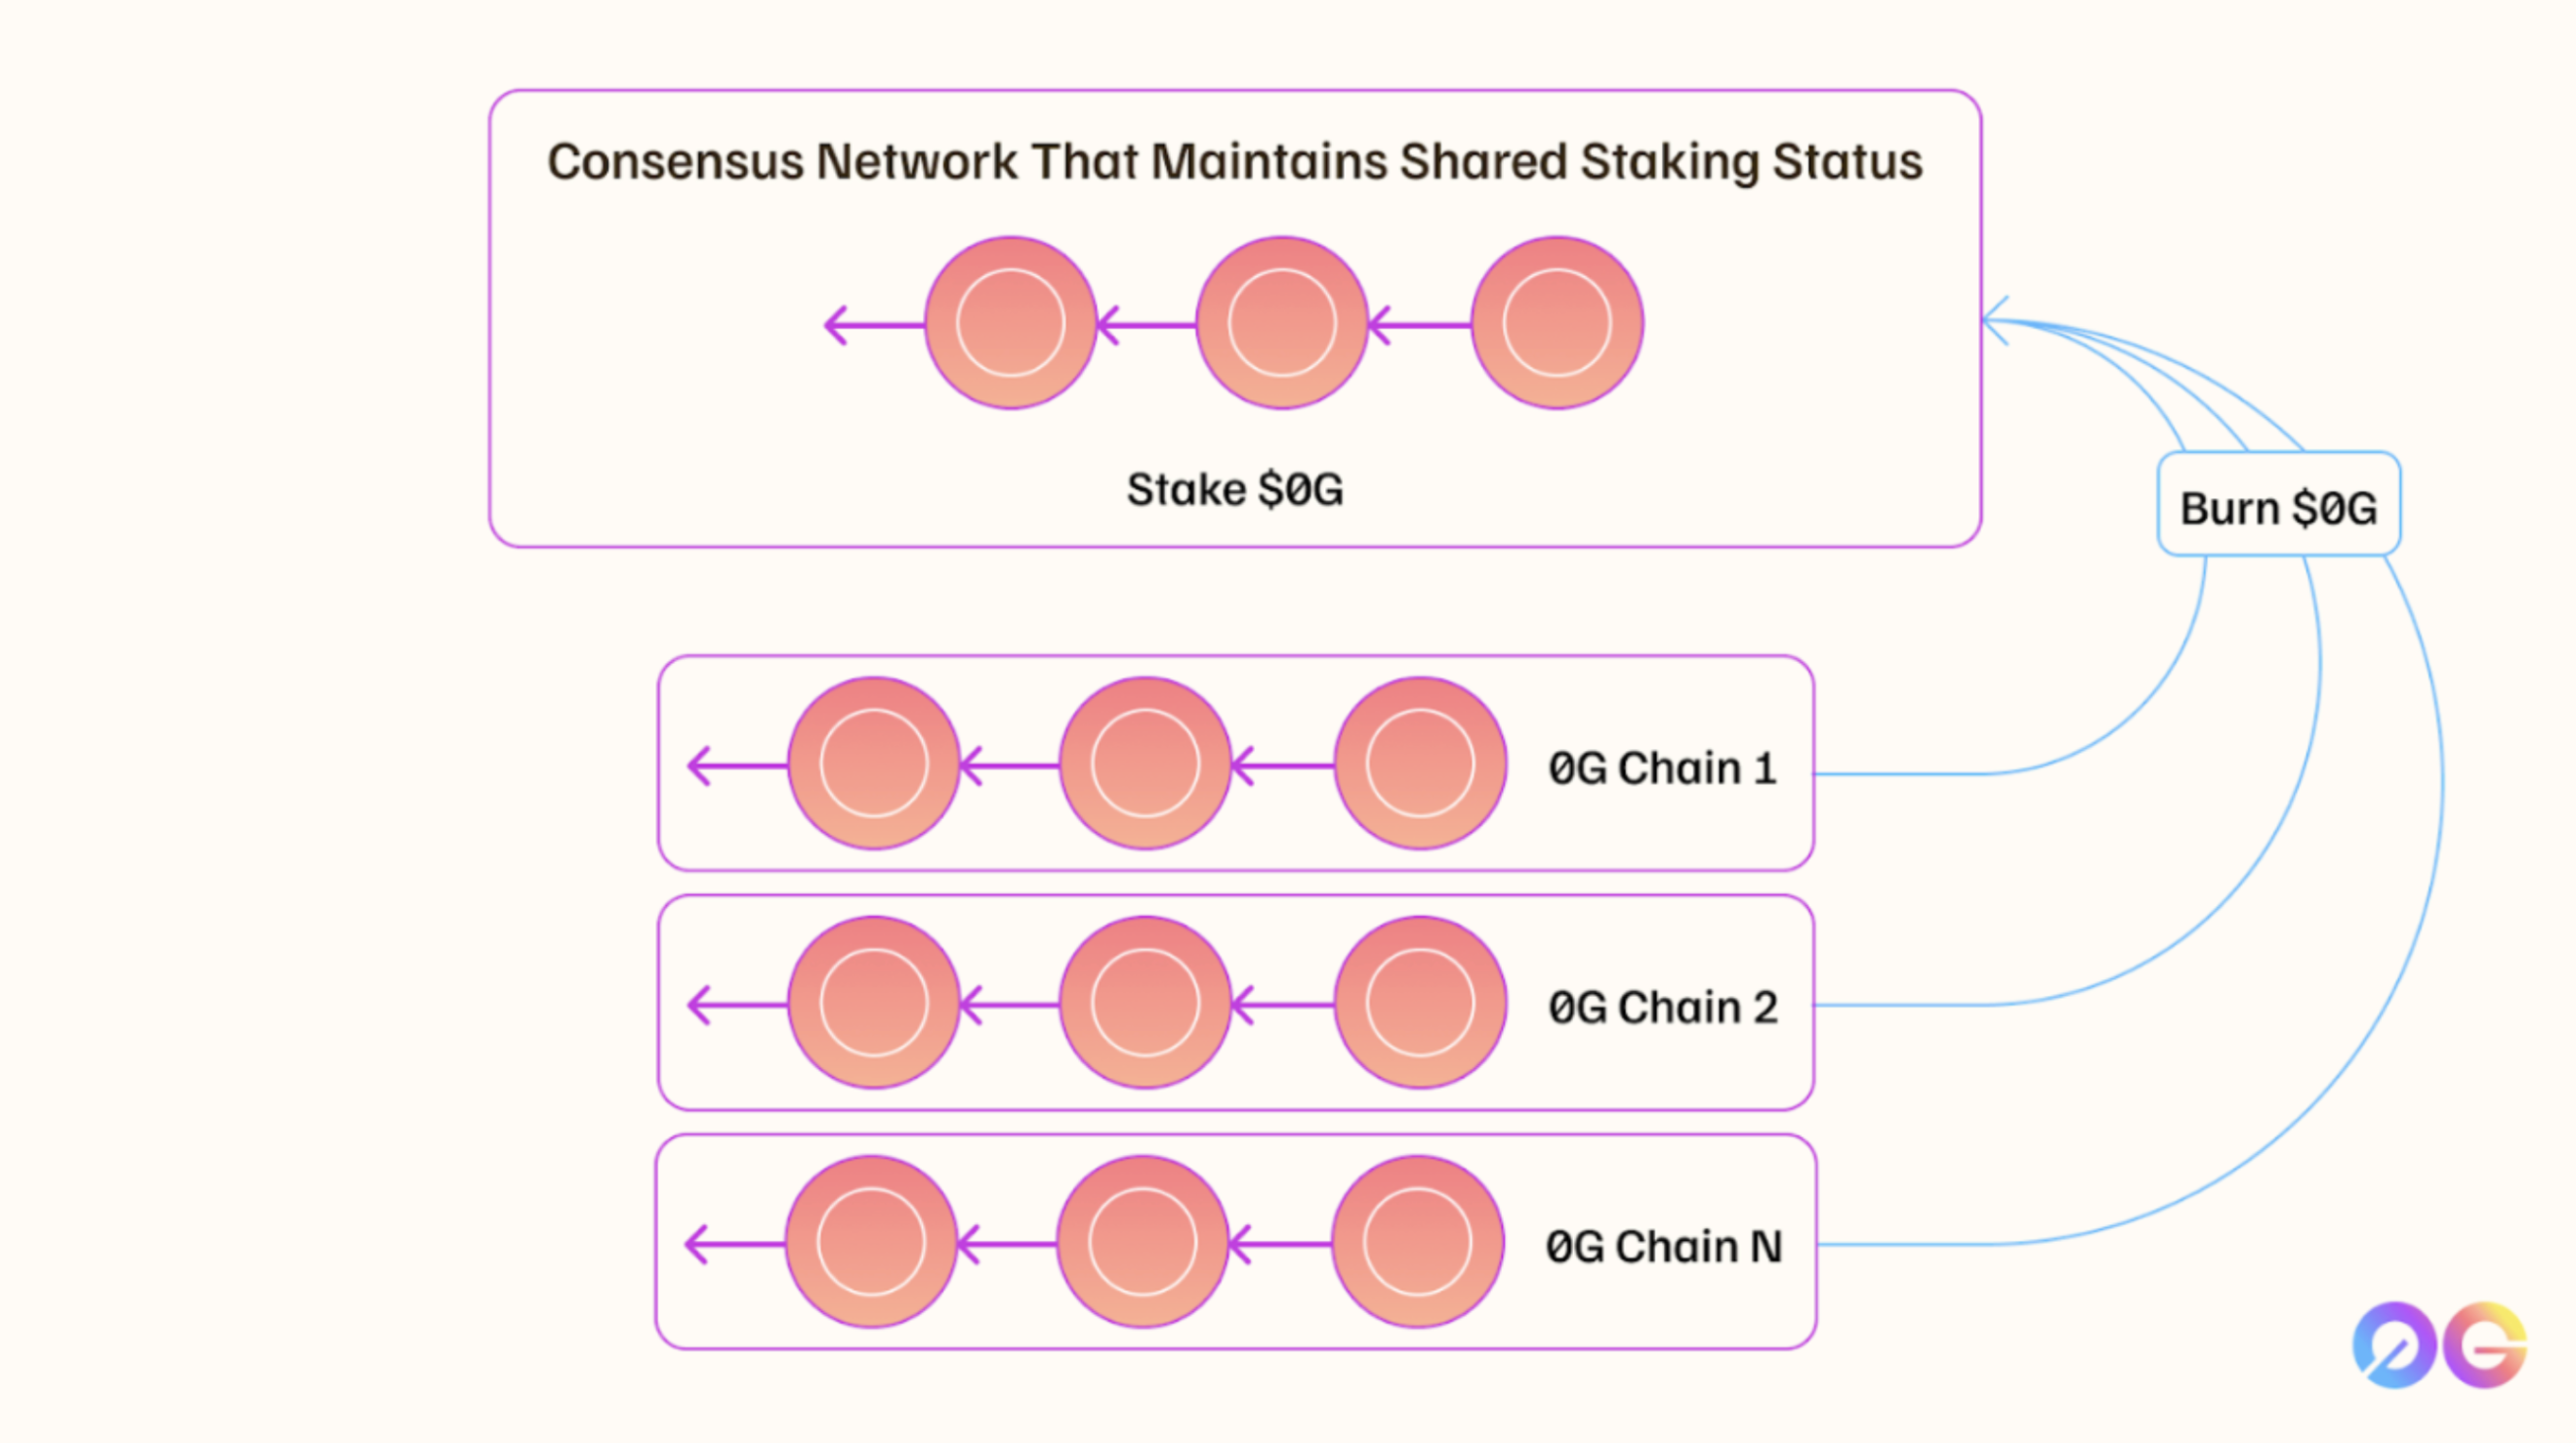 Consensus Network That Maintains Shared Staking Status
Stake $0G
Burn $0G
0G Chain 1
0G Chain 2
0G Chain N
0G